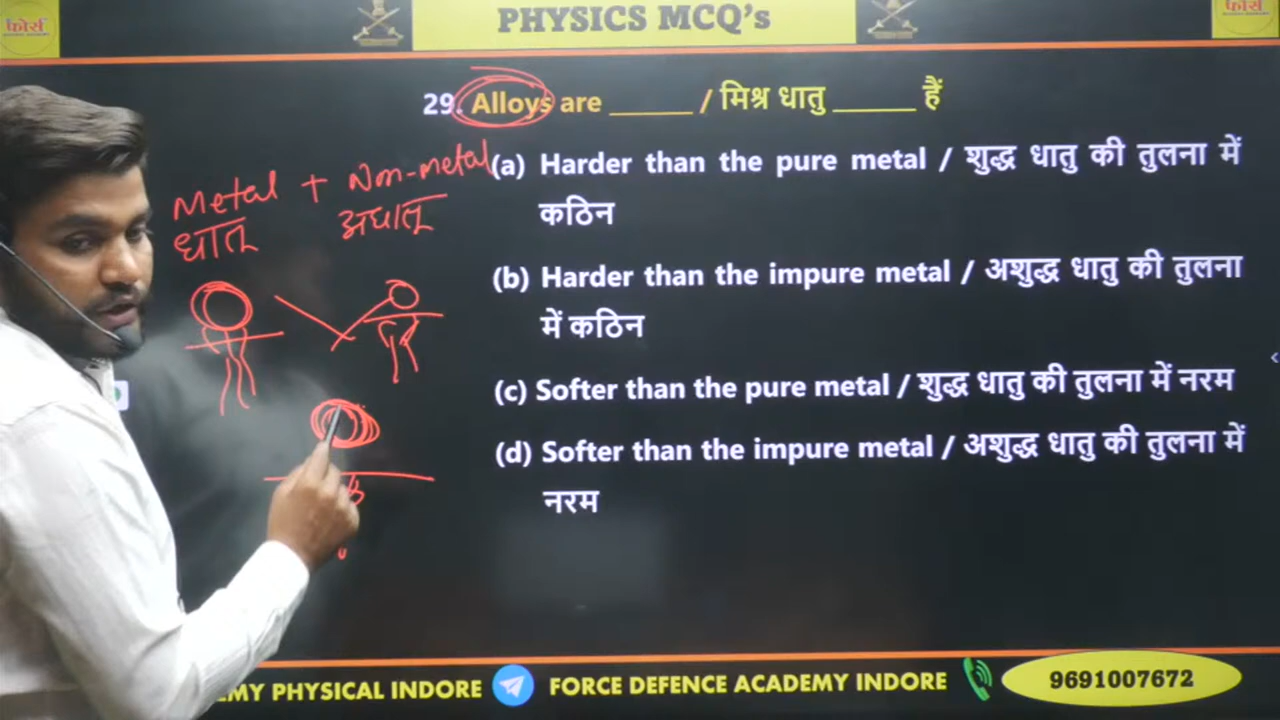 फोर्स
PHYSICS MCQ's
फोर्स
29. Alloys are ______ / मिश्र धातु ______ हैं
Metal + Non-metal
धातु अधातु
(a) Harder than the pure metal / शुद्ध धातु की तुलना में
कठिन
(b) Harder than the impure metal / अशुद्ध धातु की तुलना
में कठिन
(c) Softer than the pure metal / शुद्ध धातु की तुलना में नरम
(d) Softer than the impure metal / अशुद्ध धातु की तुलना में
नरम
EMY PHYSICAL INDORE FORCE DEFENCE ACADEMY INDORE 9691007672